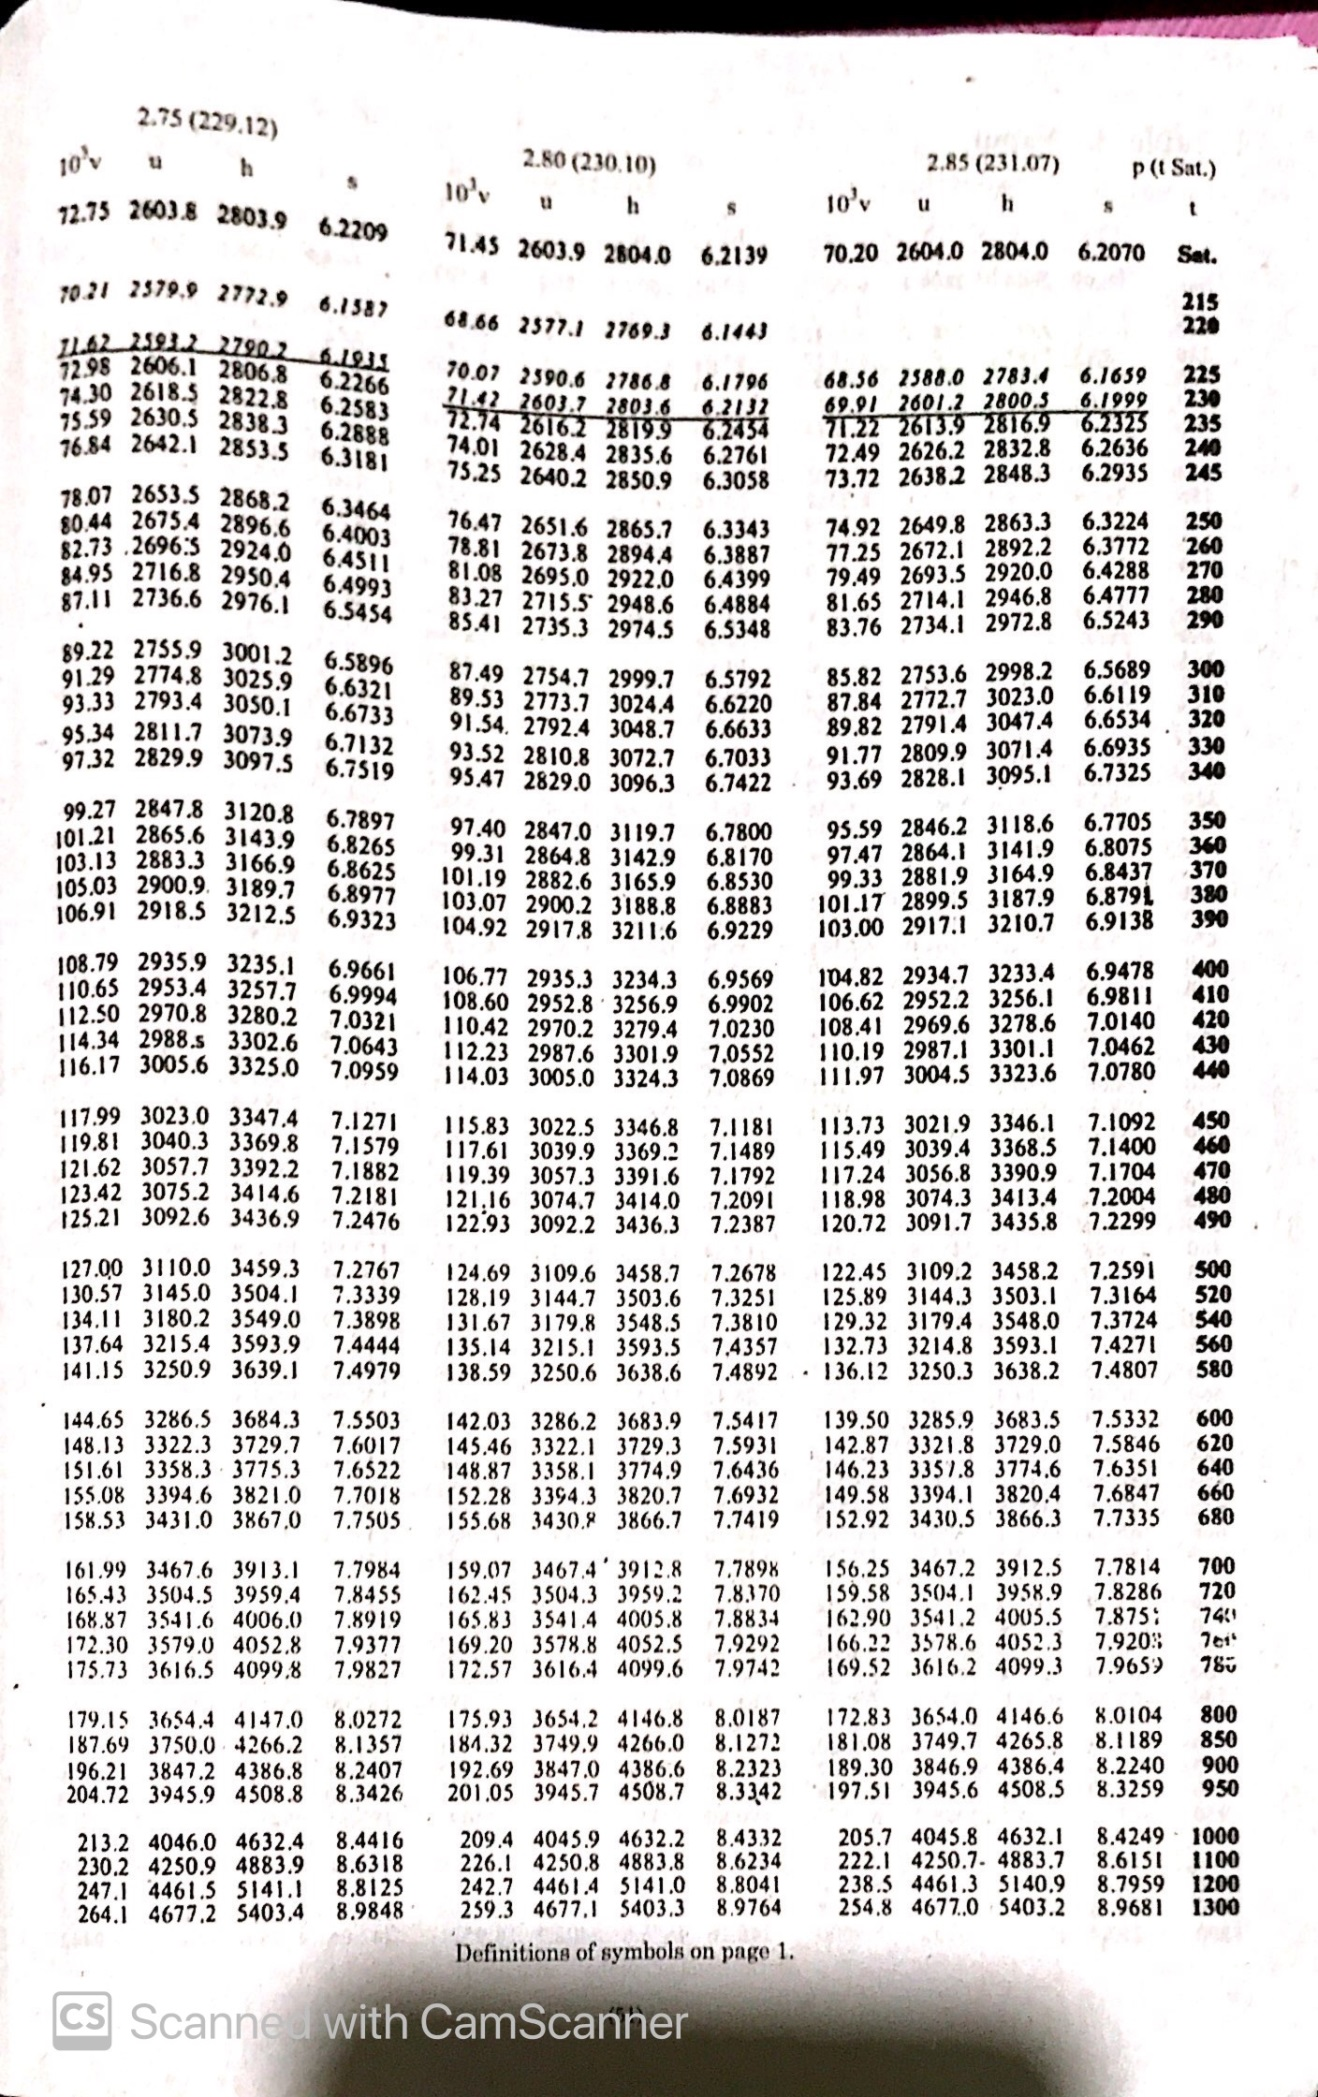 2.75 (229.12) 2.80 (230.10) 2.85 (231.07) p (t Sat.)
10³v u h s 10³v u h s 10³v u h s t
72.75 2603.8 2803.9 6.2209 71.45 2603.9 2804.0 6.2139 70.20 2604.0 2804.0 6.2070 Sat.
215
70.21 2579.9 2772.9 6.1587 68.66 2577.1 2769.3 6.1443 220
71.62 2593.2 2790.2 6.1935 70.07 2590.6 2786.8 6.1796 68.56 2588.0 2783.4 6.1659 225
72.98 2606.1 2806.8 6.2266 71.42 2603.7 2803.6 6.2132 69.91 2601.2 2800.5 6.1999 230
74.30 2618.5 2822.8 6.2583 72.74 2616.2 2819.9 6.2454 71.22 2613.9 2816.9 6.2325 235
75.59 2630.5 2838.3 6.2888 74.01 2628.4 2835.6 6.2761 72.49 2626.2 2832.8 6.2636 240
76.84 2642.1 2853.5 6.3181 75.25 2640.2 2850.9 6.3058 73.72 2638.2 2848.3 6.2935 245
78.07 2653.5 2868.2 6.3464 76.47 2651.6 2865.7 6.3343 74.92 2649.8 2863.3 6.3224 250
80.44 2675.4 2896.6 6.4003 78.81 2673.8 2894.4 6.3887 77.25 2672.1 2892.2 6.3772 260
82.73 2696.5 2924.0 6.4511 81.08 2695.0 2922.0 6.4399 79.49 2693.5 2920.0 6.4288 270
84.95 2716.8 2950.4 6.4993 83.27 2715.5 2948.6 6.4884 81.65 2714.1 2946.8 6.4777 280
87.11 2736.6 2976.1 6.5454 85.41 2735.3 2974.5 6.5348 83.76 2734.1 2972.8 6.5243 290
89.22 2755.9 3001.2 6.5896 87.49 2754.7 2999.7 6.5792 85.82 2753.6 2998.2 6.5689 300
91.29 2774.8 3025.9 6.6321 89.53 2773.7 3024.4 6.6220 87.84 2772.7 3023.0 6.6119 310
93.33 2793.4 3050.1 6.6733 91.54 2792.4 3048.7 6.6633 89.82 2791.4 3047.4 6.6534 320
95.34 2811.7 3073.9 6.7132 93.52 2810.8 3072.7 6.7033 91.77 2809.9 3071.4 6.6935 330
97.32 2829.9 3097.5 6.7519 95.47 2829.0 3096.3 6.7422 93.69 2828.1 3095.1 6.7325 340
99.27 2847.8 3120.8 6.7897 97.40 2847.0 3119.7 6.7800 95.59 2846.2 3118.6 6.7705 350
101.21 2865.6 3143.9 6.8265 99.31 2864.8 3142.9 6.8170 97.47 2864.1 3141.9 6.8075 360
103.13 2883.3 3166.9 6.8625 101.19 2882.6 3165.9 6.8530 99.33 2881.9 3164.9 6.8437 370
105.03 2900.9 3189.7 6.8977 103.07 2900.2 3188.8 6.8883 101.17 2899.5 3187.9 6.8791 380
106.91 2918.5 3212.5 6.9323 104.92 2917.8 3211.6 6.9229 103.00 2917.1 3210.7 6.9138 390
108.79 2935.9 3235.1 6.9661 106.77 2935.3 3234.3 6.9569 104.82 2934.7 3233.4 6.9478 400
110.65 2953.4 3257.7 6.9994 108.60 2952.8 3256.9 6.9902 106.62 2952.2 3256.1 6.9811 410
112.50 2970.8 3280.2 7.0321 110.42 2970.2 3279.4 7.0230 108.41 2969.6 3278.6 7.0140 420
114.34 2988.s 3302.6 7.0643 112.23 2987.6 3301.9 7.0552 110.19 2987.1 3301.1 7.0462 430
116.17 3005.6 3325.0 7.0959 114.03 3005.0 3324.3 7.0869 111.97 3004.5 3323.6 7.0780 440
117.99 3023.0 3347.4 7.1271 115.83 3022.5 3346.8 7.1181 113.73 3021.9 3346.1 7.1092 450
119.81 3040.3 3369.8 7.1579 117.61 3039.9 3369.2 7.1489 115.49 3039.4 3368.5 7.1400 460
121.62 3057.7 3392.2 7.1882 119.39 3057.3 3391.6 7.1792 117.24 3056.8 3390.9 7.1704 470
123.42 3075.2 3414.6 7.2181 121.16 3074.7 3414.0 7.2091 118.98 3074.3 3413.4 7.2004 480
125.21 3092.6 3436.9 7.2476 122.93 3092.2 3436.3 7.2387 120.72 3091.7 3435.8 7.2299 490
127.00 3110.0 3459.3 7.2767 124.69 3109.6 3458.7 7.2678 122.45 3109.2 3458.2 7.2591 500
130.57 3145.0 3504.1 7.3339 128.19 3144.7 3503.6 7.3251 125.89 3144.3 3503.1 7.3164 520
134.11 3180.2 3549.0 7.3898 131.67 3179.8 3548.5 7.3810 129.32 3179.4 3548.0 7.3724 540
137.64 3215.4 3593.9 7.4444 135.14 3215.1 3593.5 7.4357 132.73 3214.8 3593.1 7.4271 560
141.15 3250.9 3639.1 7.4979 138.59 3250.6 3638.6 7.4892 136.12 3250.3 3638.2 7.4807 580
144.65 3286.5 3684.3 7.5503 142.03 3286.2 3683.9 7.5417 139.50 3285.9 3683.5 7.5332 600
148.13 3322.3 3729.7 7.6017 145.46 3322.1 3729.3 7.5931 142.87 3321.8 3729.0 7.5846 620
151.61 3358.3 3775.3 7.6522 148.87 3358.1 3774.9 7.6436 146.23 3357.8 3774.6 7.6351 640
155.08 3394.6 3821.0 7.7018 152.28 3394.3 3820.7 7.6932 149.58 3394.1 3820.4 7.6847 660
158.53 3431.0 3867.0 7.7505 155.68 3430.8 3866.7 7.7419 152.92 3430.5 3866.3 7.7335 680
161.99 3467.6 3913.1 7.7984 159.07 3467.4 3912.8 7.7898 156.25 3467.2 3912.5 7.7814 700
165.43 3504.5 3959.4 7.8455 162.45 3504.3 3959.2 7.8370 159.58 3504.1 3958.9 7.8286 720
168.87 3541.6 4006.0 7.8919 165.83 3541.4 4005.8 7.8834 162.90 3541.2 4005.5 740
172.30 3579.0 4052.8 7.9377 169.20 3578.8 4052.5 7.9292 166.22 3578.6 4052.3
175.73 3616.5 4099.8 7.9827 172.57 3616.4 4099.6 7.9742 169.52 3616.2 4099.3 7.9659 780
179.15 3654.4 4147.0 8.0272 175.93 3654.2 4146.8 8.0187 172.83 3654.0 4146.6 8.0104 800
187.69 3750.0 4266.2 8.1357 184.32 3749.9 4266.0 8.1272 181.08 3749.7 4265.8 8.1189 850
196.21 3847.2 4386.8 8.2407 192.69 3847.0 4386.6 8.2323 189.30 3846.9 4386.4 8.2240 900
204.72 3945.9 4508.8 8.3426 201.05 3945.7 4508.7 8.3342 197.51 3945.6 4508.5 8.3259 950
213.2 4046.0 4632.4 8.4416 209.4 4045.9 4632.2 8.4332 205.7 4045.8 4632.1 8.4249 1000
230.2 4250.9 4883.9 8.6318 226.1 4250.8 4883.8 8.6234 222.1 4250.7 4883.7 8.6151 1100
247.1 4461.5 5141.1 8.8125 242.7 4461.4 5141.0 8.8041 238.5 4461.3 5140.9 8.7959 1200
264.1 4677.2 5403.4 8.9848 259.3 4677.1 5403.3 8.9764 254.8 4677.0 5403.2 8.9681 1300
Definitions of symbols on page 1.
CS Scanned with CamScanner